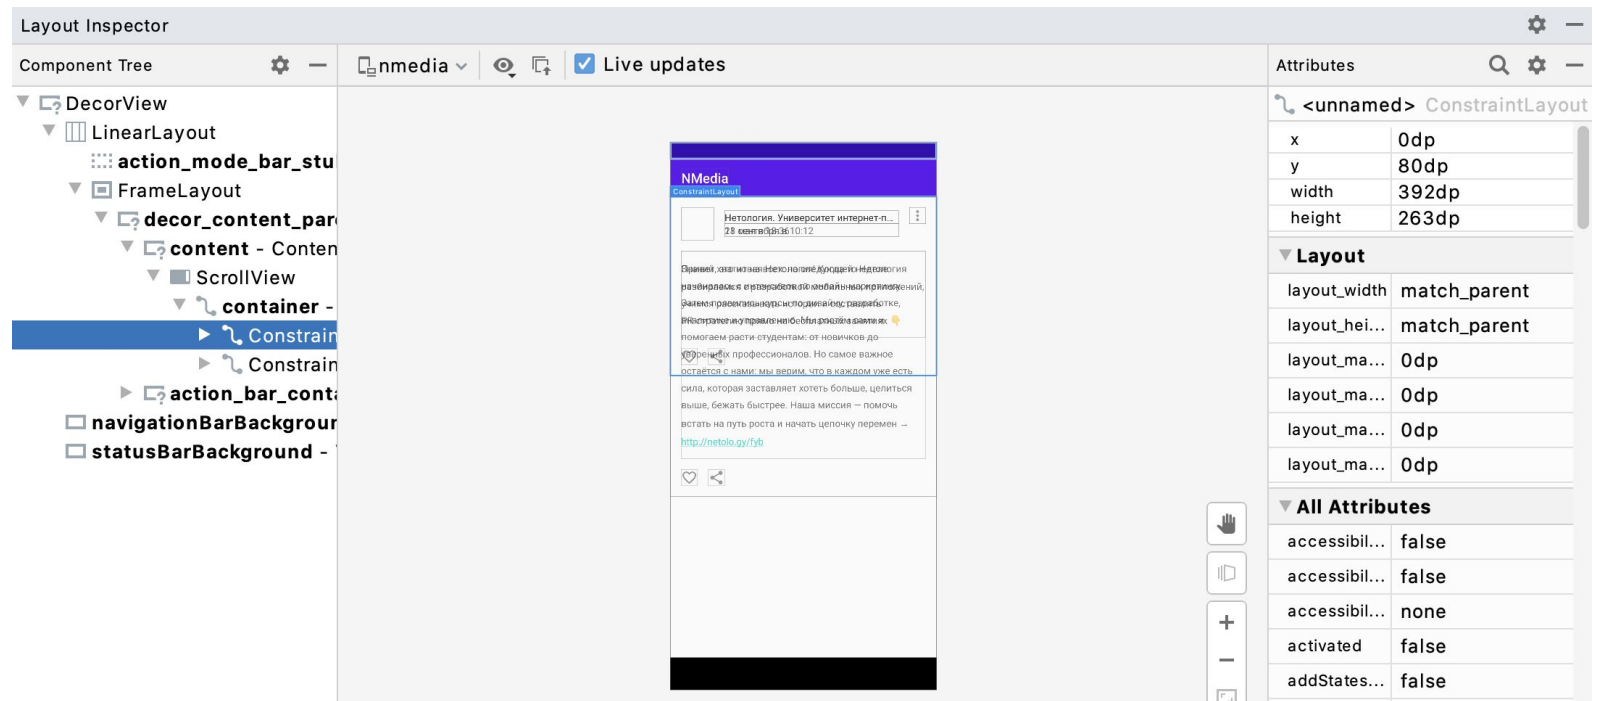 Layout Inspector
Component Tree
nmedia
Live updates
Attributes
DecorView
LinearLayout
action_mode_bar_stu
FrameLayout
decor_content_par
content - Conten
ScrollView
container -
Constrain
Constrain
action_bar_conta
navigationBarBackgrour
statusBarBackground -
NMedia
ConstraintLayout
Нетология. Университет интернет-п...
10:12
помогаем расти студентам: от новичков до
уверенных профессионалов. Но самое важное
остаётся с нами: мы верим, что в каждом уже есть
сила, которая заставляет хотеть больше, целиться
выше, бежать быстрее. Наша миссия — помочь
встать на путь роста и начать цепочку перемен →
http://netolo.gy/fyb
<unnamed> ConstraintLayout
x 0dp
y 80dp
width 392dp
height 263dp
Layout
layout_width match_parent
layout_hei... match_parent
layout_ma... 0dp
layout_ma... 0dp
layout_ma... 0dp
layout_ma... 0dp
All Attributes
accessibil... false
accessibil... false
accessibil... none
activated false
addStates... false